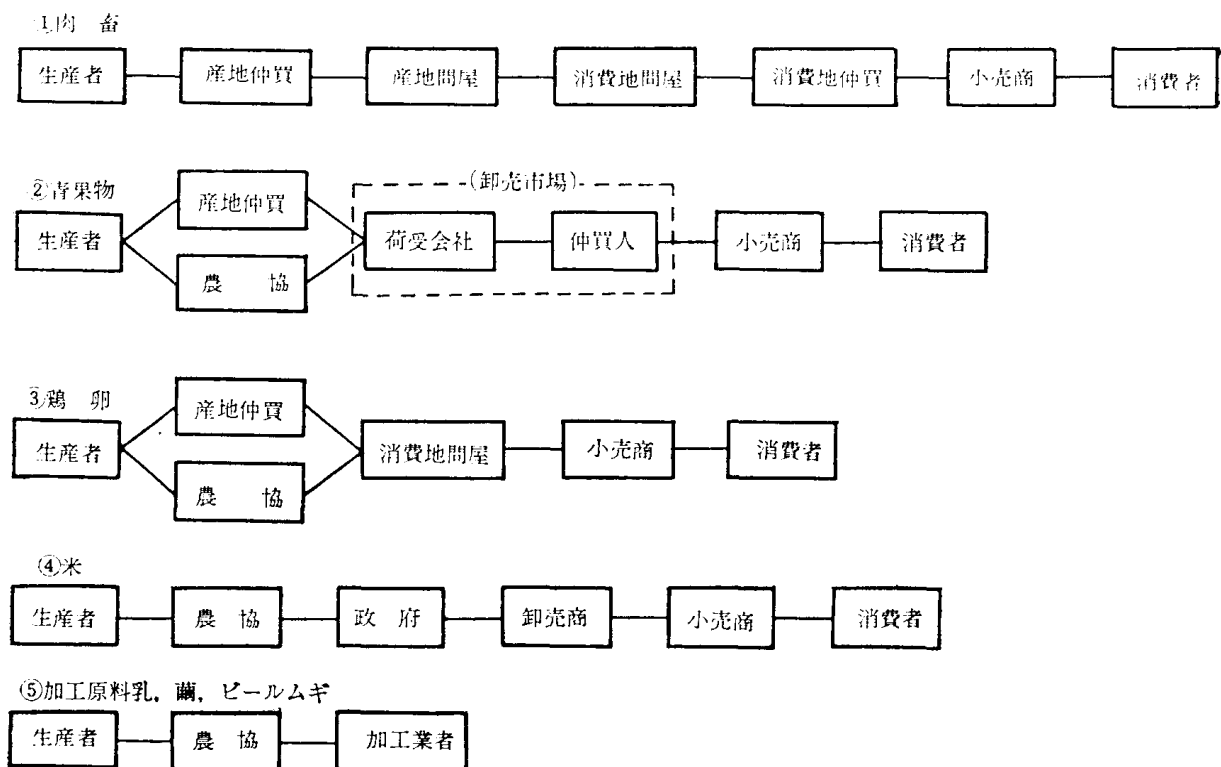 ①肉　畜
生産者 産地仲買 産地問屋 消費地問屋 消費地仲買 小売商 消費者
②青果物
産地仲買
(卸売市場)
生産者 荷受会社 仲買人 小売商 消費者
農　協
③鶏　卵
産地仲買
生産者 消費地問屋 小売商 消費者
農　協
④米
生産者 農　協 政　府 卸売商 小売商 消費者
⑤加工原料乳，繭，ビールムギ
生産者 農　協 加工業者